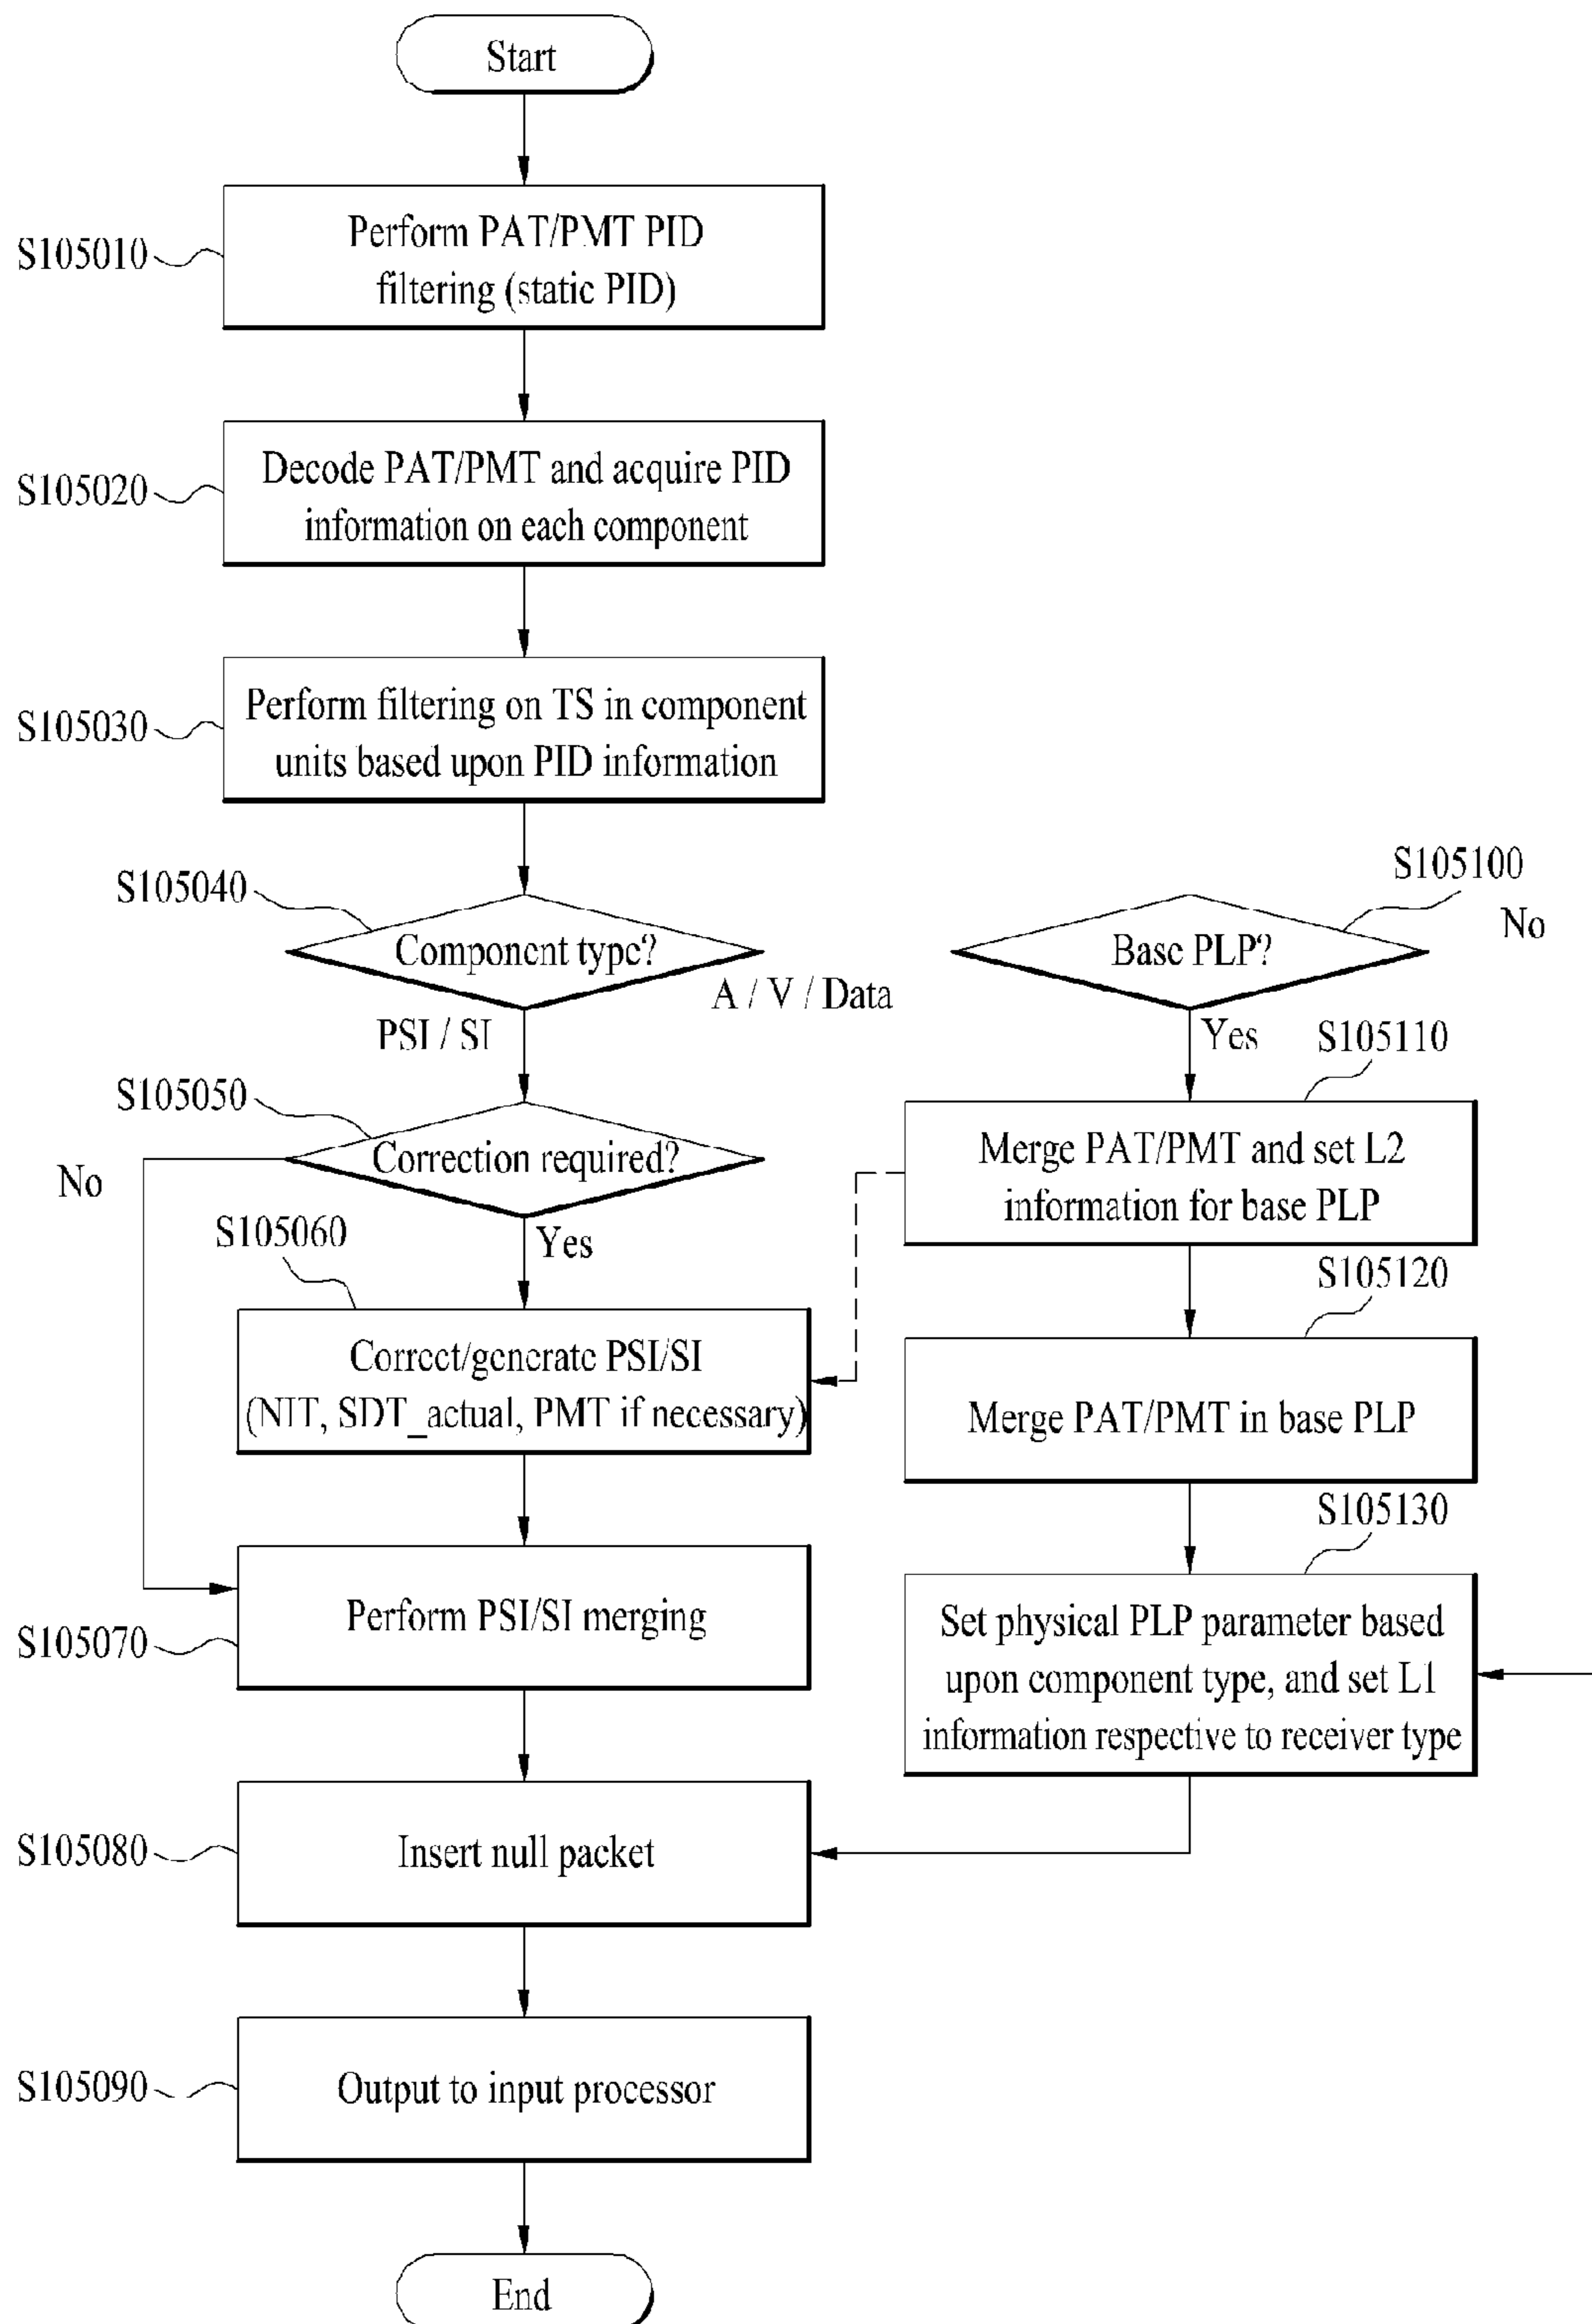 Start
S105010
Perform PAT/PMT PID
filtering (static PID)
S105020
Decode PAT/PMT and acquire PID
information on each component
S105030
Perform filtering on TS in component
units based upon PID information
S105040
Component type?
A / V / Data
PSI / SI
S105050
Correction required?
No
Yes
S105060
Correct/generate PSI/SI
(NIT, SDT_actual, PMT if necessary)
S105070
Perform PSI/SI merging
S105080
Insert null packet
S105090
Output to input processor
End
S105100
Base PLP?
No
Yes
S105110
Merge PAT/PMT and set L2
information for base PLP
S105120
Merge PAT/PMT in base PLP
S105130
Set physical PLP parameter based
upon component type, and set L1
information respective to receiver type